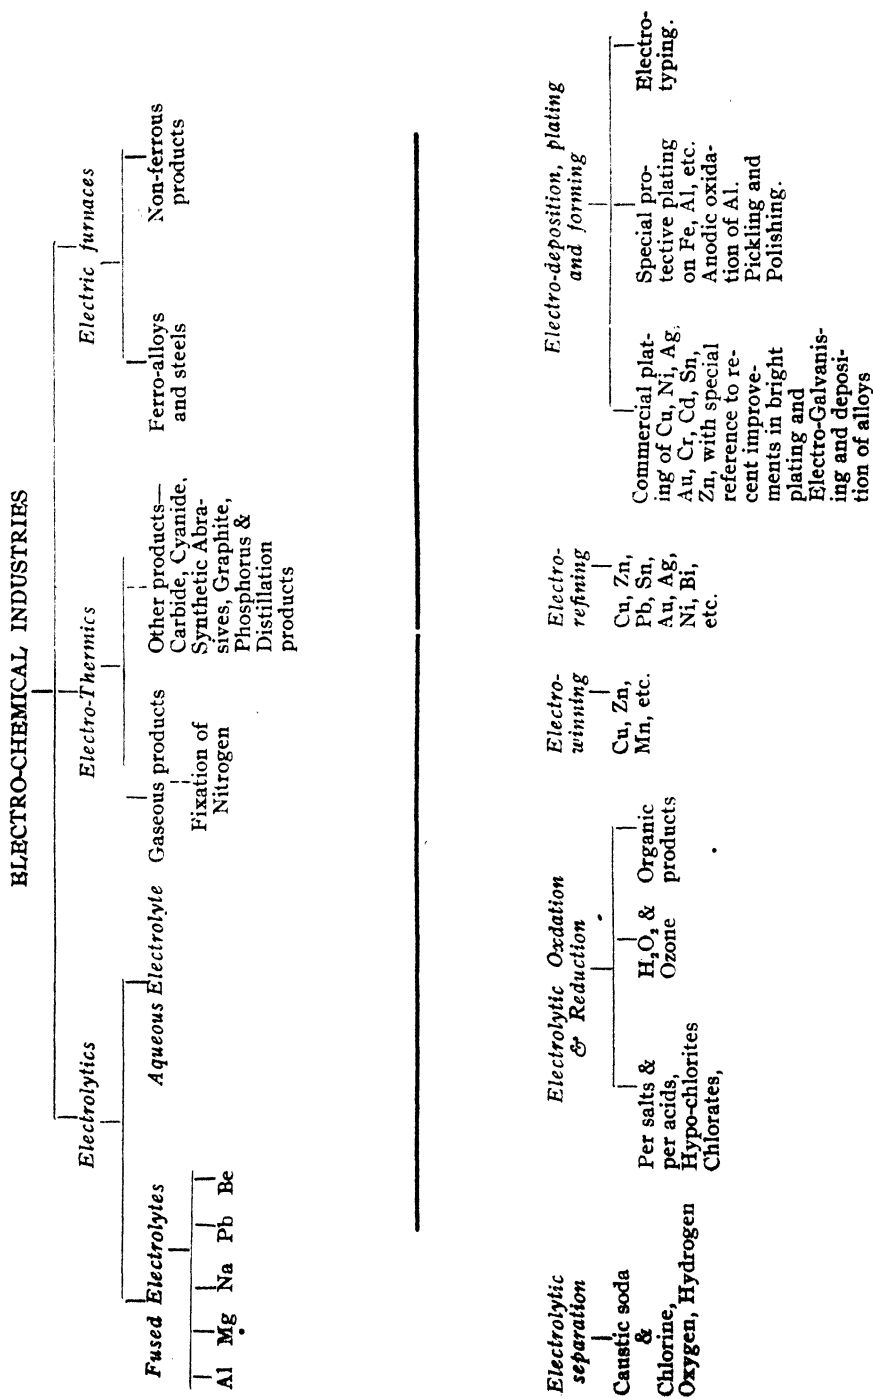 ELECTRO-CHEMICAL INDUSTRIES
Electrolytics
Electro-Thermics
Electric furnaces
Fused Electrolytes
Aqueous Electrolyte
Gaseous products
Other products—
Carbide, Cyanide,
Synthetic Abra-
sives, Graphite,
Phosphorus &
Distillation
products
Ferro-alloys
and steels
Non-ferrous
products
Al Mg Na Pb Be
Fixation of
Nitrogen
Electrolytic
separation
Caustic soda
&
Chlorine,
Oxygen, Hydrogen
Electrolytic Oxdation
& Reduction
Per salts &
per acids,
Hypo-chlorites
Chlorates,
H₂O₂ &
Ozone
Organic
products
Electro-
winning
Cu, Zn,
Mn, etc.
Electro-
refining
Cu, Zn,
Pb, Sn,
Au, Ag,
Ni, Bi,
etc.
Electro-deposition, plating
and forming
Commercial plat-
ing of Cu, Ni, Ag,
Au, Cr, Cd, Sn,
Zn, with special
reference to re-
cent improve-
ments in bright
plating and
Electro-Galvanis-
ing and deposi-
tion of alloys
Special pro-
tective plating
on Fe, Al, etc.
Anodic oxida-
tion of Al.
Pickling and
Polishing.
Electro-
typing.